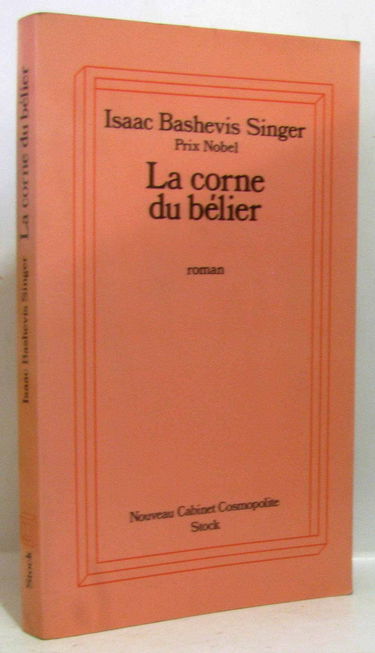 Isaac Bashevis Singer
Prix Nobel
La corne
du bélier
roman
Nouveau Cabinet Cosmopolite
Stock
Stock Isaac Bashevis Singer La corne du bélier